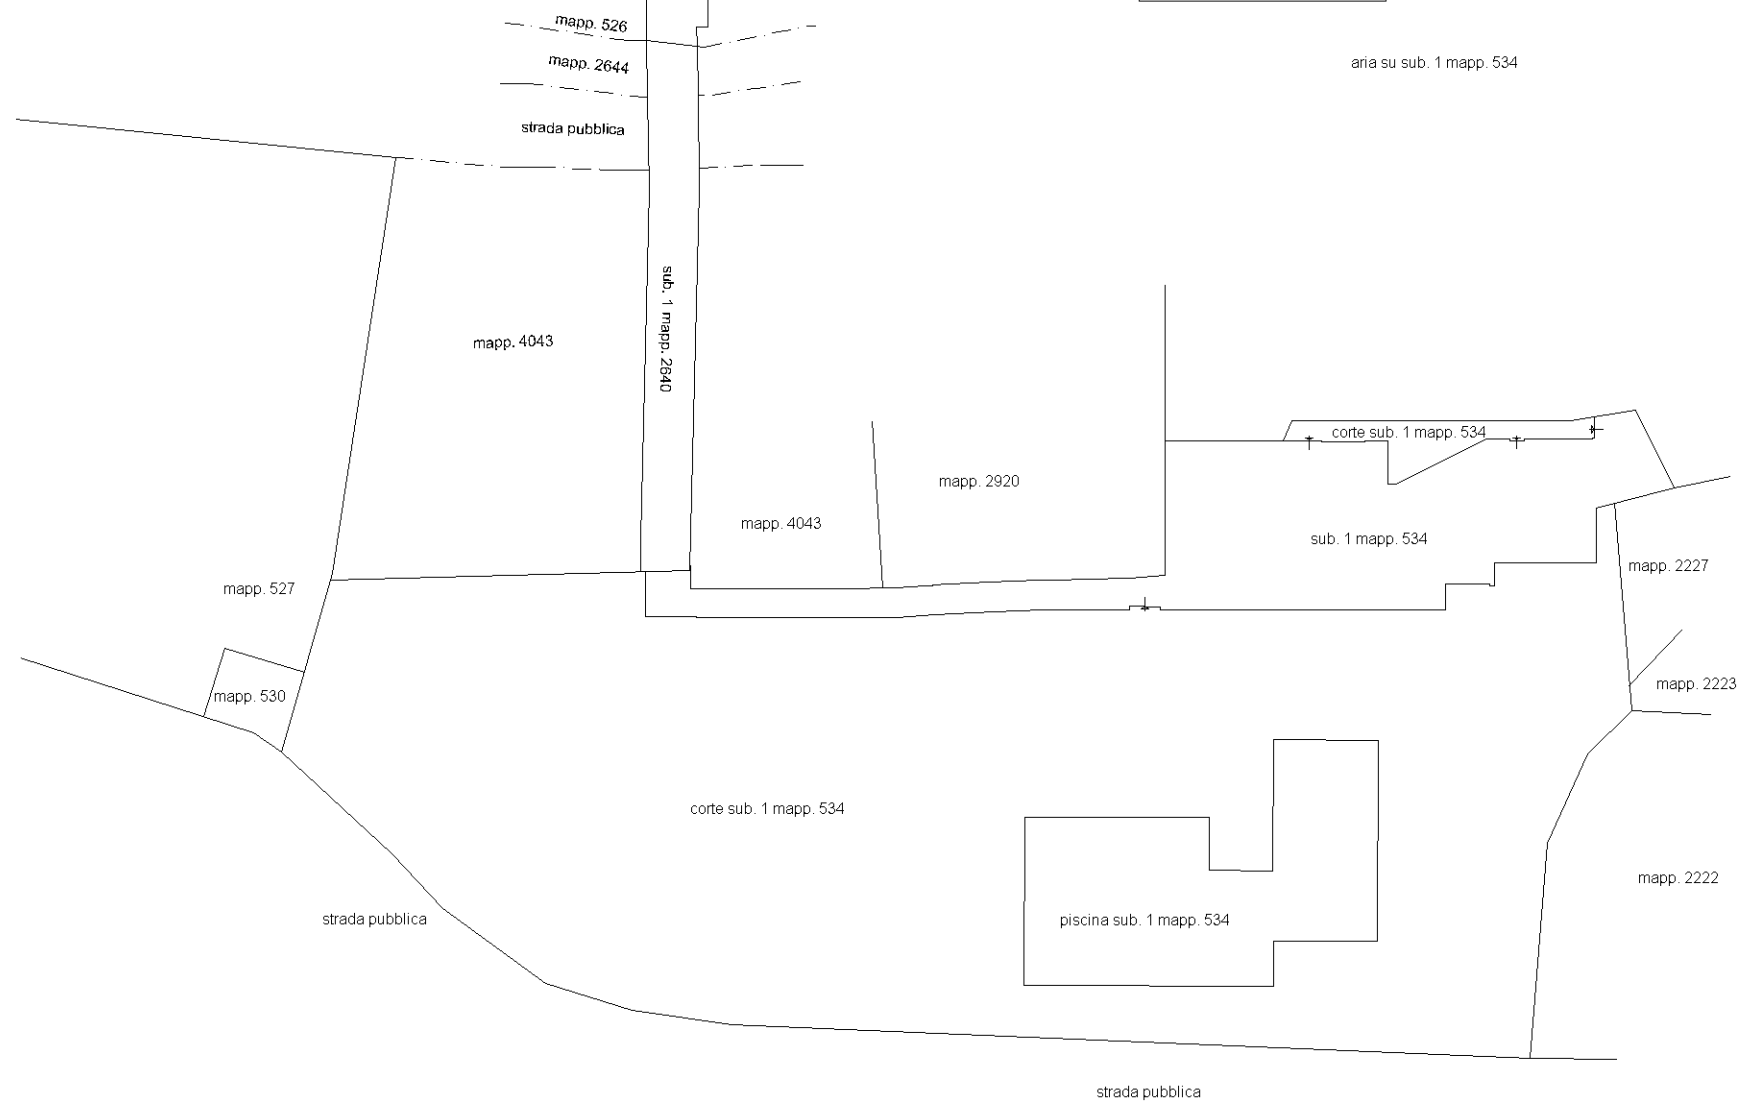 mapp. 526
mapp. 2644
aria su sub. 1 mapp. 534
strada pubblica
sub. 1 mapp. 2640
mapp. 4043
corte sub. 1 mapp. 534
mapp. 2920
mapp. 4043
sub. 1 mapp. 534
mapp. 2227
mapp. 527
mapp. 2223
mapp. 530
corte sub. 1 mapp. 534
mapp. 2222
strada pubblica
piscina sub. 1 mapp. 534
strada pubblica